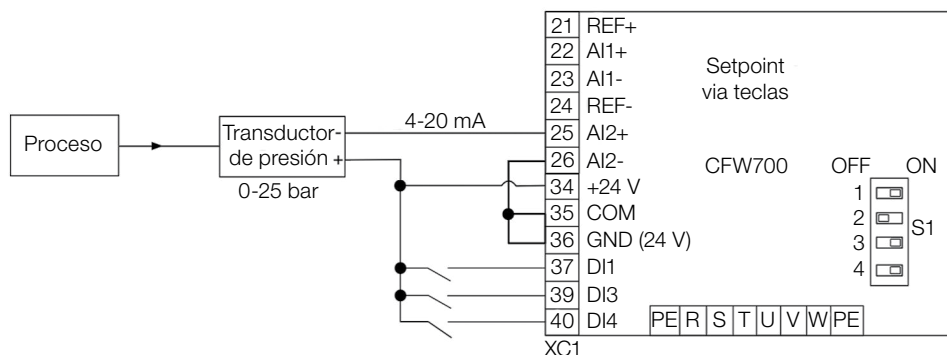 Proceso
Transductor-
de presión +
0-25 bar
4-20 mA
21 REF+
22 AI1+
23 AI1-
24 REF-
25 AI2+
26 AI2-
34 +24 V
35 COM
36 GND (24 V)
37 DI1
39 DI3
40 DI4
XC1
Setpoint
via teclas
CFW700
OFF ON
1
2
3
4
S1
PE R S T U V W PE